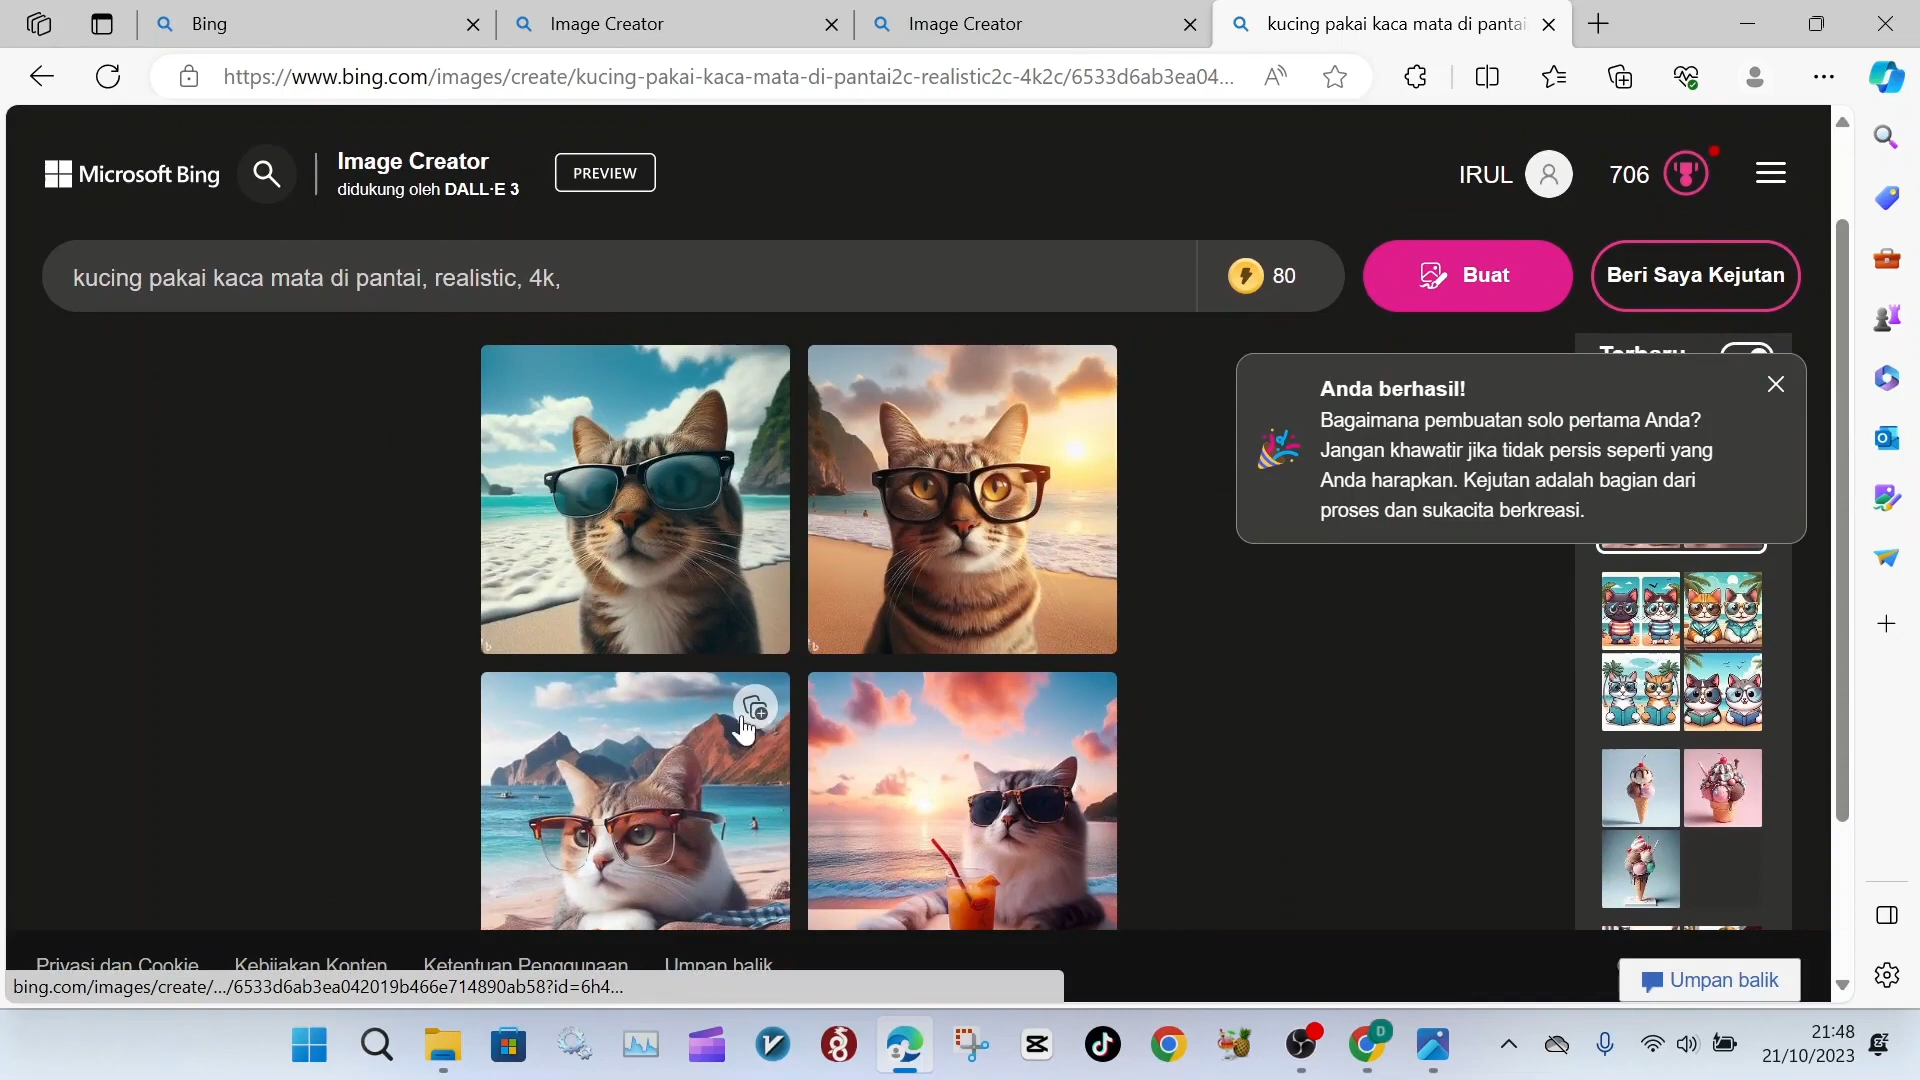 Bing
Image Creator
Image Creator
kucing pakai kaca mata di pantai
https://www.bing.com/images/create/kucing-pakai-kaca-mata-di-pantai2c-realistic2c-4k2c/6533d6ab3ea04...
Microsoft Bing
Image Creator
didukung oleh DALL·E 3
PREVIEW
IRUL
706
kucing pakai kaca mata di pantai, realistic, 4k,
80
Buat
Beri Saya Kejutan
Terbaru
Anda berhasil!
Bagaimana pembuatan solo pertama Anda?
Jangan khawatir jika tidak persis seperti yang
Anda harapkan. Kejutan adalah bagian dari
proses dan sukacita berkreasi.
Privasi dan Cookie
Kebijakan Konten
Ketentuan Penggunaan
Umpan balik
bing.com/images/create/.../6533d6ab3ea042019b466e714890ab58?id=6h4...
Umpan balik
21:48
21/10/2023